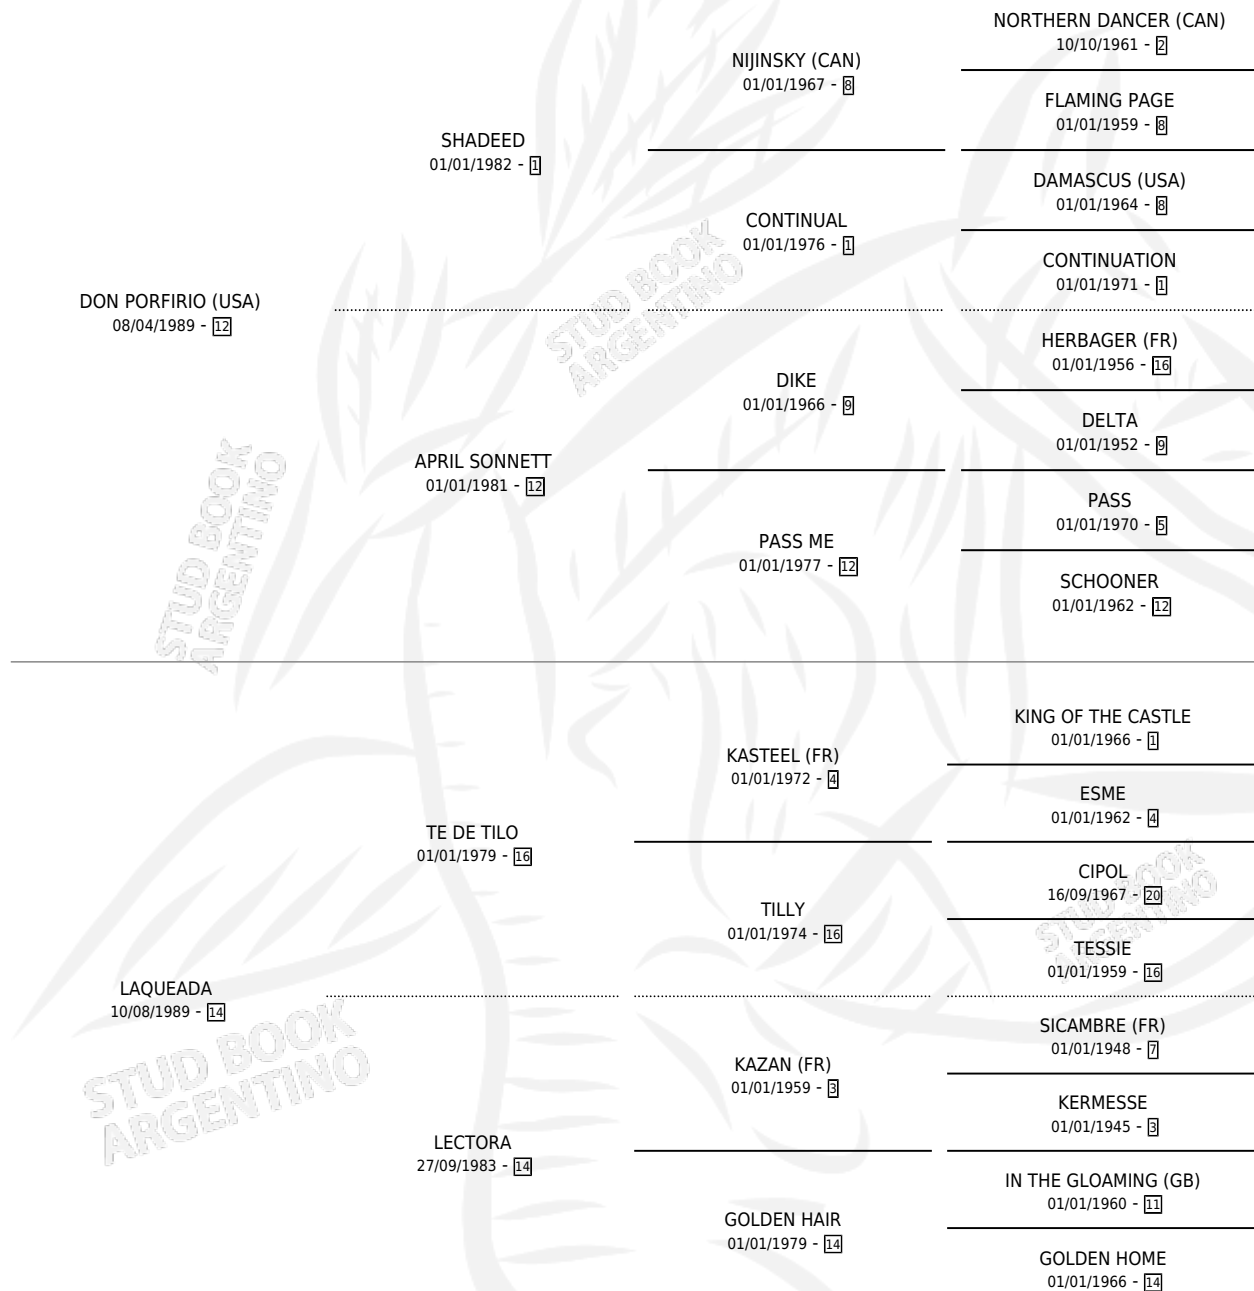 NORTHERN DANCER (CAN)
10/10/1961 - 2
NIJINSKY (CAN)
01/01/1967 - 8
FLAMING PAGE
01/01/1959 - 8
SHADEED
01/01/1982 - 1
DAMASCUS (USA)
01/01/1964 - 8
CONTINUAL
01/01/1976 - 1
CONTINUATION
01/01/1971 - 1
DON PORFIRIO (USA)
08/04/1989 - 12
HERBAGER (FR)
01/01/1956 - 16
DIKE
01/01/1966 - 9
DELTA
01/01/1952 - 9
APRIL SONNETT
01/01/1981 - 12
PASS
01/01/1970 - 5
PASS ME
01/01/1977 - 12
SCHOONER
01/01/1962 - 12
STUD BOOK
ARGENTINO
STUD BOOK
ARGENTINO
KING OF THE CASTLE
01/01/1966 - 1
KASTEEL (FR)
01/01/1972 - 4
ESME
01/01/1962 - 4
TE DE TILO
01/01/1979 - 16
CIPOL
16/09/1967 - 20
TILLY
01/01/1974 - 16
TESSIE
01/01/1959 - 16
LAQUEADA
10/08/1989 - 14
SICAMBRE (FR)
01/01/1948 - 7
KAZAN (FR)
01/01/1959 - 3
KERMESSE
01/01/1945 - 3
LECTORA
27/09/1983 - 14
IN THE GLOAMING (GB)
01/01/1960 - 11
GOLDEN HAIR
01/01/1979 - 14
GOLDEN HOME
01/01/1966 - 14
STUD BOOK
ARGENTINO
STUD BOOK
ARGENTINO